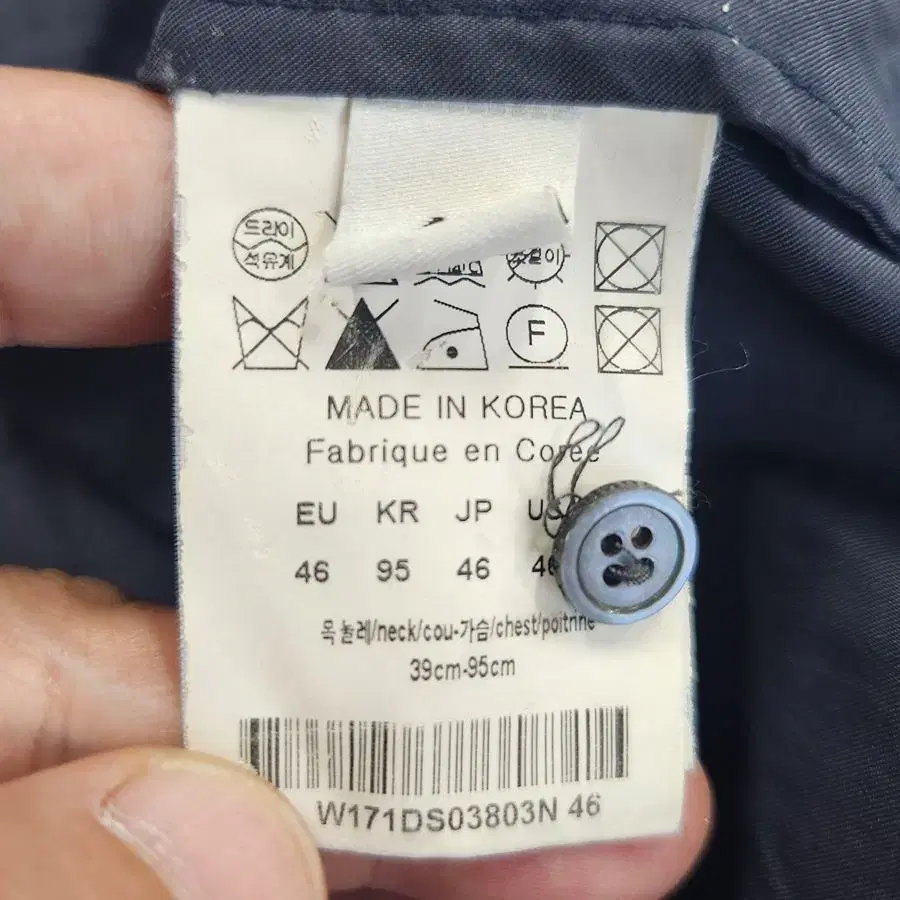 드라이
석유계
F
MADE IN KOREA
Fabrique en Corée
EU KR JP
46 95 46
목둘레/neck/cou-가슴/chest/poitrine
39cm-95cm
W171DS03803N 46